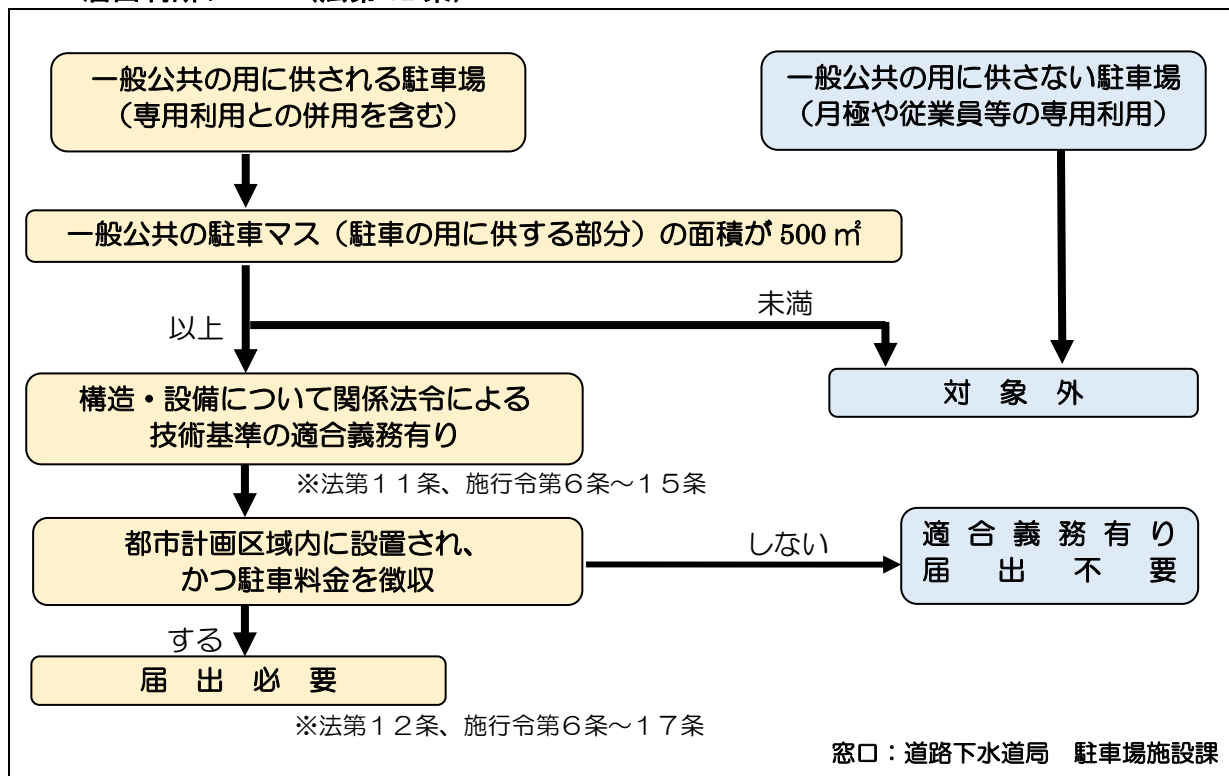 一般公共の用に供される駐車場
（専用利用との併用を含む）
一般公共の用に供さない駐車場
（月極や従業員等の専用利用）
一般公共の駐車マス（駐車の用に供する部分）の面積が 500 ㎡
以上
未満
構造・設備について関係法令による
技術基準の適合義務有り
対 象 外
※法第１１条、施行令第６条～１５条
都市計画区域内に設置され、
かつ駐車料金を徴収
しない
適 合 義 務 有 り
届 出 不 要
する
届 出 必 要
※法第１２条、施行令第６条～１７条
窓口：道路下水道局 駐車場施設課